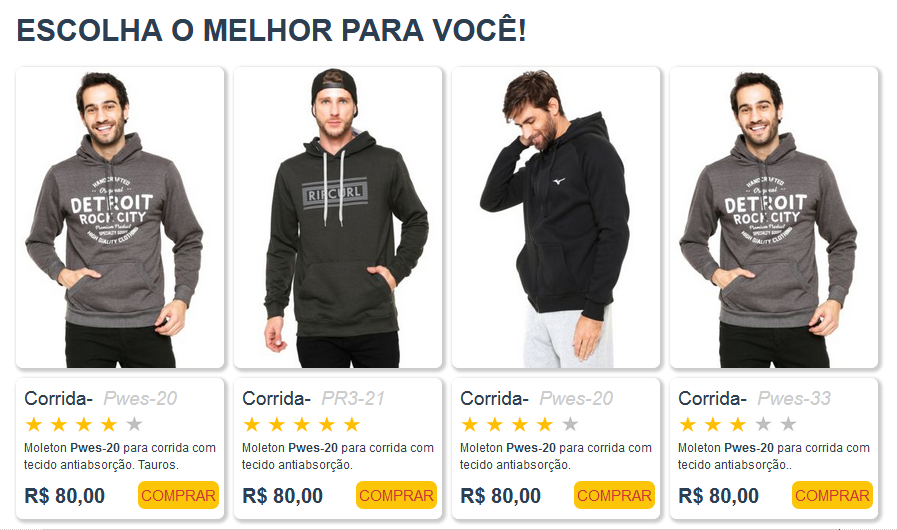 ESCOLHA O MELHOR PARA VOCÊ!
HANDCRAFTED
Original
DETROIT
ROCK CITY
Premium Product
SPECIALTY GOODS
HIGH QUALITY CLOTHING
RIPCURL
HANDCRAFTED
Original
DETROIT
ROCK CITY
Premium Product
SPECIALTY GOODS
HIGH QUALITY CLOTHING
Corrida- Pwes-20
Moleton Pwes-20 para corrida com
tecido antiabsorção. Tauros.
R$ 80,00 COMPRAR
Corrida- PR3-21
Moleton Pwes-20 para corrida com
tecido antiabsorção.
R$ 80,00 COMPRAR
Corrida- Pwes-20
Moleton Pwes-20 para corrida com
tecido antiabsorção.
R$ 80,00 COMPRAR
Corrida- Pwes-33
Moleton Pwes-20 para corrida com
tecido antiabsorção..
R$ 80,00 COMPRAR